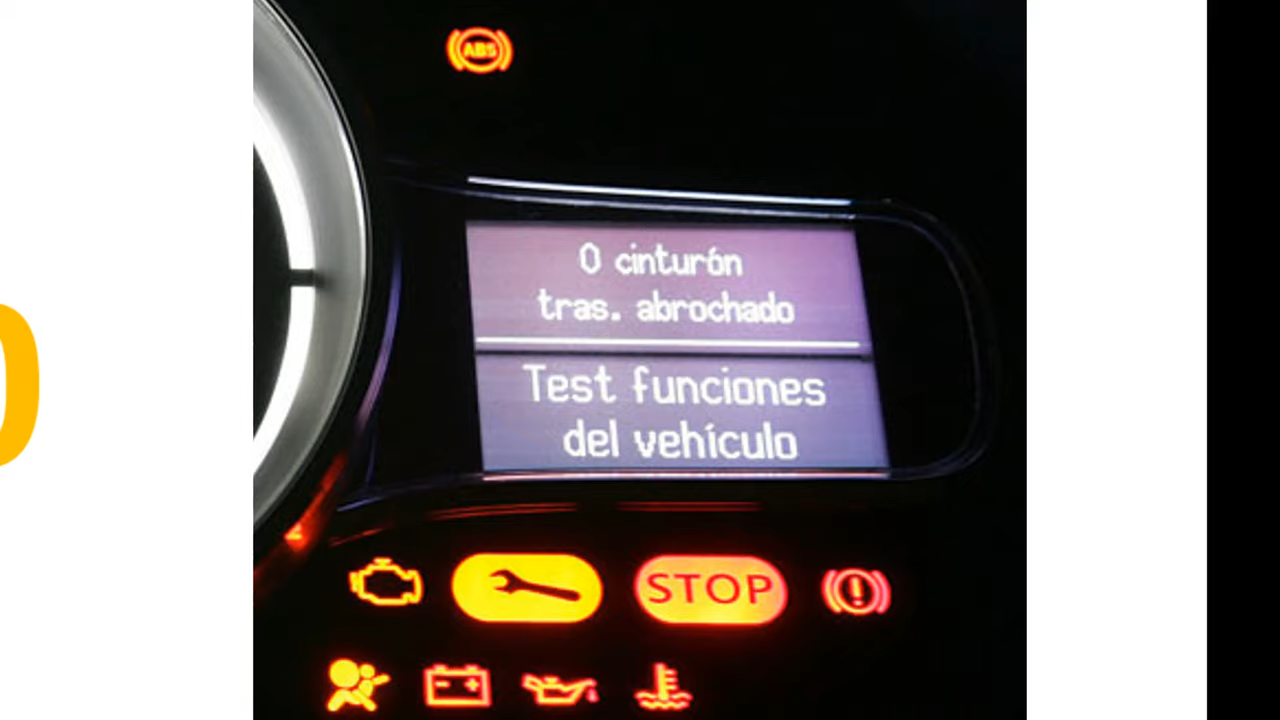 ABS
0 cinturón
tras. abrochado
Test funciones
del vehículo
STOP